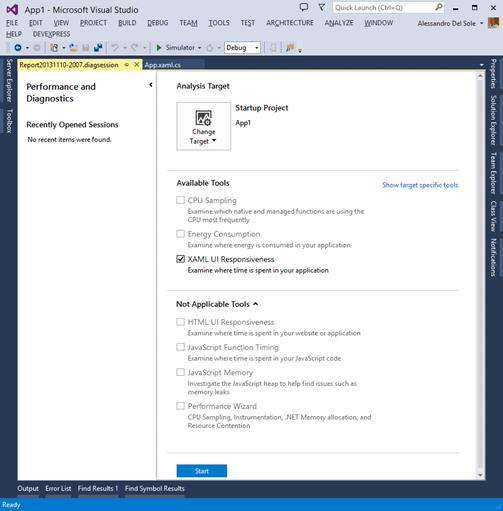 App1 - Microsoft Visual Studio
7
Quick Launch (Ctrl+Q)
FILE EDIT VIEW PROJECT BUILD DEBUG TEAM TOOLS TEST ARCHITECTURE ANALYZE WINDOW
Alessandro Del Sole
HELP DEVEXPRESS
Simulator
Debug
Report20131110-2007.diagsession
App.xaml.cs
Server Explorer
Toolbox
Performance and
Diagnostics
Recently Opened Sessions
No recent items were found.
Analysis Target
Change
Target
Startup Project
App1
Available Tools
Show target specific tools
CPU Sampling
Examine which native and managed functions are using the
CPU most frequently
Energy Consumption
Examine where energy is consumed in your application
XAML UI Responsiveness
Examine where time is spent in your application
Not Applicable Tools
HTML UI Responsiveness
Examine where time is spent in your website or application
JavaScript Function Timing
Examine where time is spent in your JavaScript code
JavaScript Memory
Investigate the JavaScript heap to help find issues such as
memory leaks
Performance Wizard
CPU Sampling, Instrumentation, .NET Memory allocation, and
Resource Contention
Start
Properties
Solution Explorer
Team Explorer
Class View
Notifications
Output Error List Find Results 1 Find Symbol Results
Ready